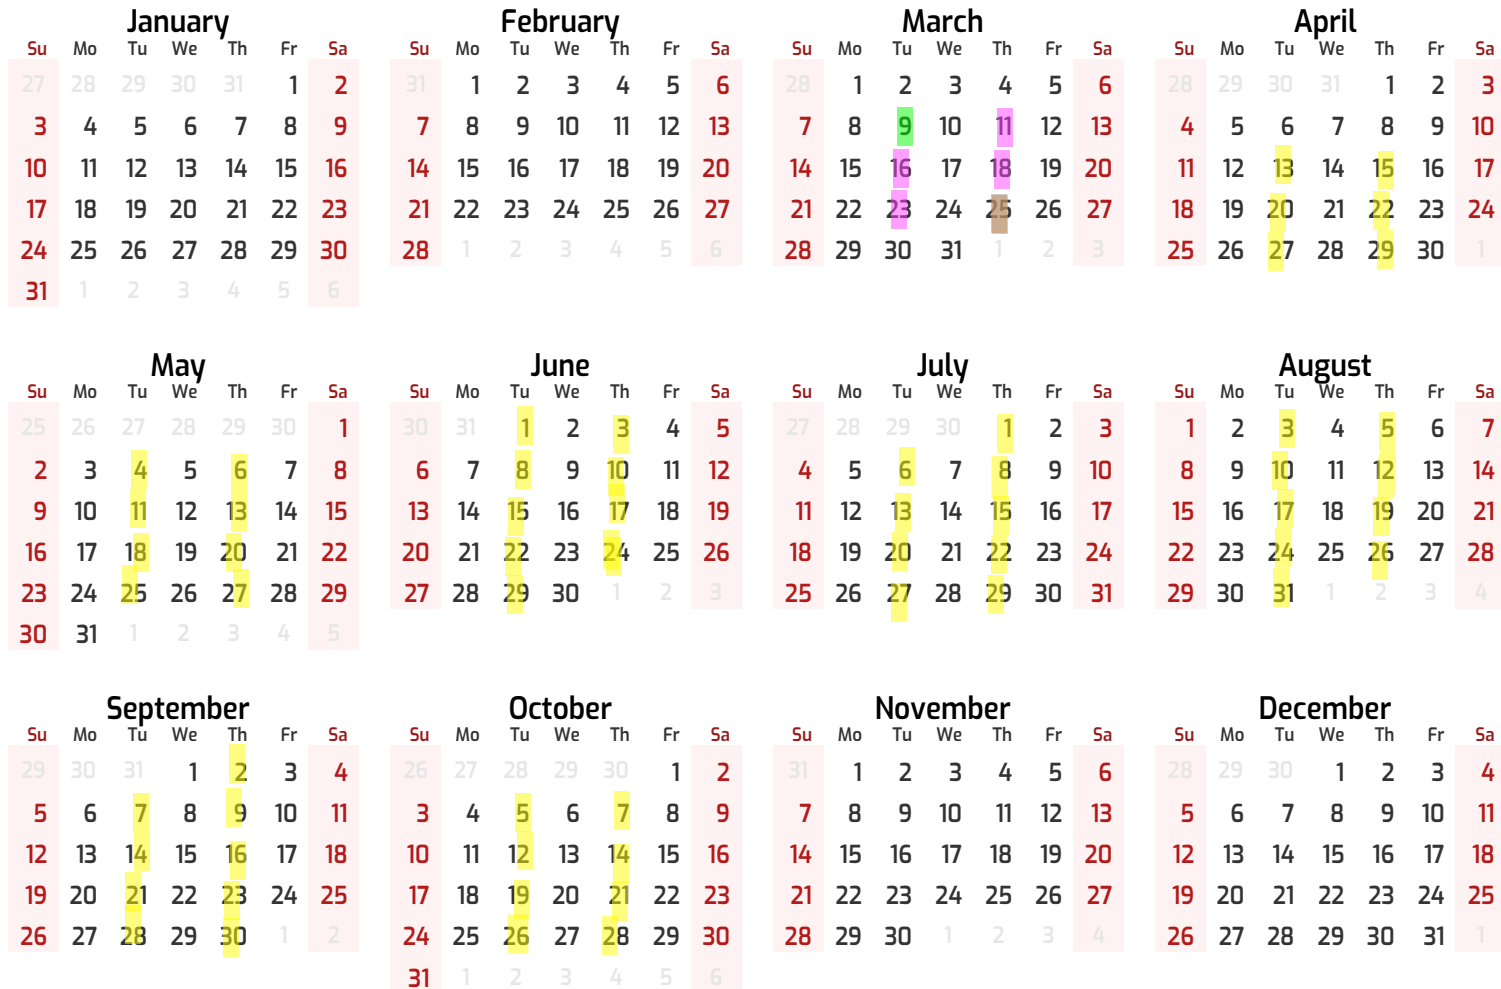 January February March April
Su Mo Tu We Th Fr Sa Su Mo Tu We Th Fr Sa Su Mo Tu We Th Fr Sa Su Mo Tu We Th Fr Sa
27 28 29 30 31 1 2 31 1 2 3 4 5 6 28 1 2 3 4 5 6 28 29 30 31 1 2 3
3 4 5 6 7 8 9 7 8 9 10 11 12 13 7 8 9 10 11 12 13 4 5 6 7 8 9 10
10 11 12 13 14 15 16 14 15 16 17 18 19 20 14 15 16 17 18 19 20 11 12 13 14 15 16 17
17 18 19 20 21 22 23 21 22 23 24 25 26 27 21 22 23 24 25 26 27 18 19 20 21 22 23 24
24 25 26 27 28 29 30 28 1 2 3 4 5 6 28 29 30 31 1 2 3 25 26 27 28 29 30 1
31 1 2 3 4 5 6
May June July August
Su Mo Tu We Th Fr Sa Su Mo Tu We Th Fr Sa Su Mo Tu We Th Fr Sa Su Mo Tu We Th Fr Sa
25 26 27 28 29 30 1 30 31 1 2 3 4 5 27 28 29 30 1 2 3 1 2 3 4 5 6 7
2 3 4 5 6 7 8 6 7 8 9 10 11 12 4 5 6 7 8 9 10 8 9 10 11 12 13 14
9 10 11 12 13 14 15 13 14 15 16 17 18 19 11 12 13 14 15 16 17 15 16 17 18 19 20 21
16 17 18 19 20 21 22 20 21 22 23 24 25 26 18 19 20 21 22 23 24 22 23 24 25 26 27 28
23 24 25 26 27 28 29 27 28 29 30 1 2 3 25 26 27 28 29 30 31 29 30 31 1 2 3 4
30 31 1 2 3 4 5
September October November December
Su Mo Tu We Th Fr Sa Su Mo Tu We Th Fr Sa Su Mo Tu We Th Fr Sa Su Mo Tu We Th Fr Sa
29 30 31 1 2 3 4 26 27 28 29 30 1 2 31 1 2 3 4 5 6 28 29 30 1 2 3 4
5 6 7 8 9 10 11 3 4 5 6 7 8 9 7 8 9 10 11 12 13 5 6 7 8 9 10 11
12 13 14 15 16 17 18 10 11 12 13 14 15 16 14 15 16 17 18 19 20 12 13 14 15 16 17 18
19 20 21 22 23 24 25 17 18 19 20 21 22 23 21 22 23 24 25 26 27 19 20 21 22 23 24 25
26 27 28 29 30 1 2 24 25 26 27 28 29 30 28 29 30 1 2 3 4 26 27 28 29 30 31 1
31 1 2 3 4 5 6